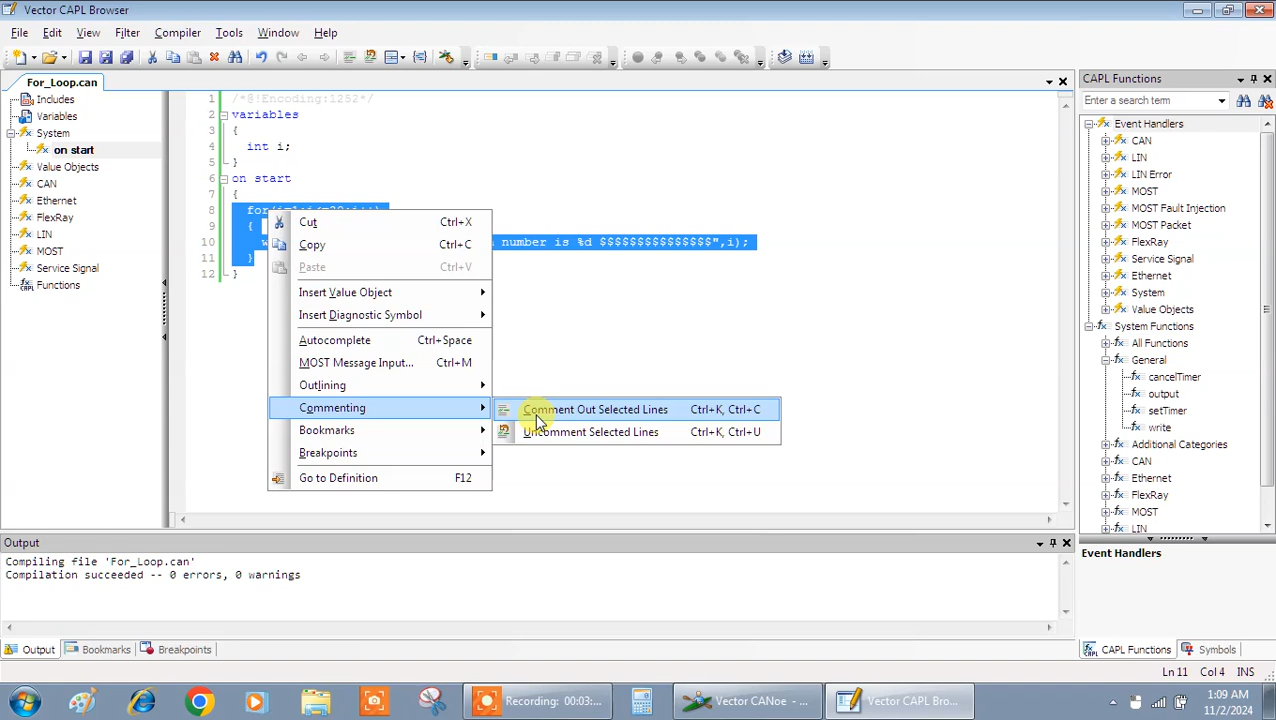 Vector CAPL Browser
File Edit View Filter Compiler Tools Window Help
For_Loop.can
Includes
Variables
System
on start
Value Objects
CAN
Ethernet
FlexRay
LIN
MOST
Service Signal
Functions
1 /*@!Encoding:1252*/
2 variables
3 {
4 int i;
5 }
6 on start
7 {
8 for(i=1;i<=20;i++)
9 {
10 w number is %d $$$$$$$$$$$$$$$",i);
11 }
12 }
Cut Ctrl+X
Copy Ctrl+C
Paste Ctrl+V
Insert Value Object
Insert Diagnostic Symbol
Autocomplete Ctrl+Space
MOST Message Input... Ctrl+M
Outlining
Commenting
Bookmarks
Breakpoints
Go to Definition F12
Comment Out Selected Lines Ctrl+K, Ctrl+C
Uncomment Selected Lines Ctrl+K, Ctrl+U
CAPL Functions
Enter a search term
Event Handlers
CAN
LIN
LIN Error
MOST
MOST Fault Injection
MOST Packet
FlexRay
Service Signal
Ethernet
System
Value Objects
System Functions
All Functions
General
cancelTimer
output
setTimer
write
Additional Categories
CAN
Ethernet
FlexRay
MOST
LIN
Event Handlers
CAPL Functions Symbols
Output
Compiling file 'For_Loop.can'
Compilation succeeded -- 0 errors, 0 warnings
Output Bookmarks Breakpoints
Ln 11 Col 4 INS
Recording: 00:03:...
Vector CANoe - ...
Vector CAPL Bro...
1:09 AM
11/2/2024